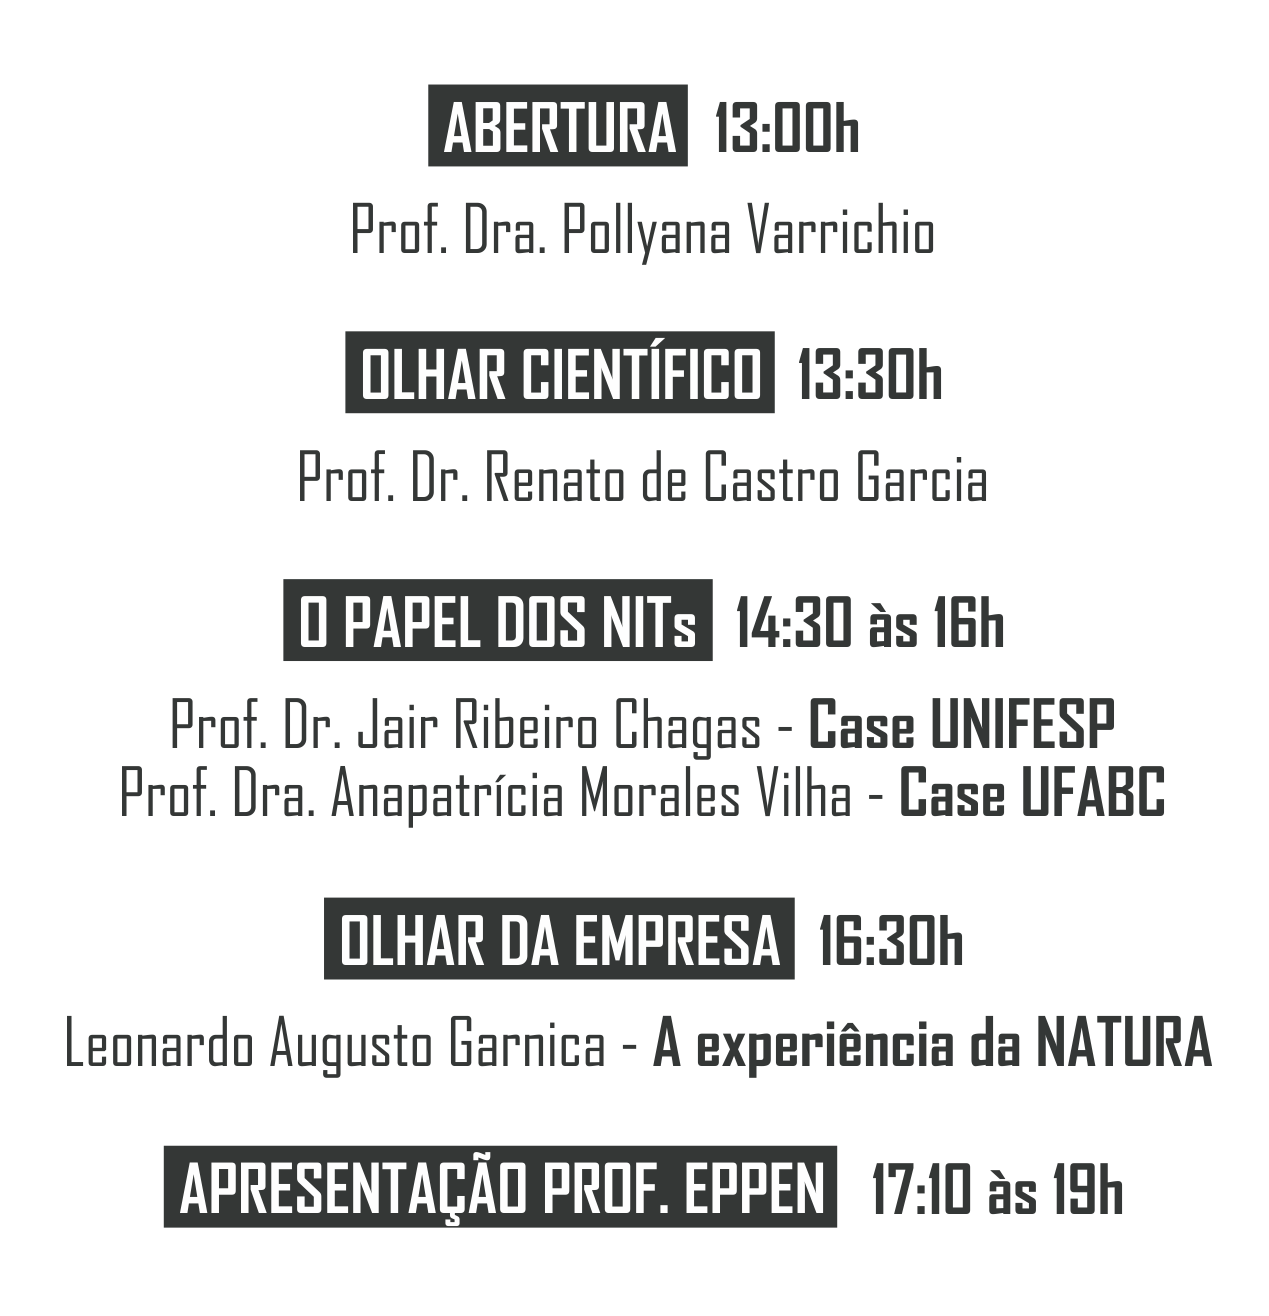 ABERTURA 13:00h
Prof. Dra. Pollyana Varrichio
OLHAR CIENTÍFICO 13:30h
Prof. Dr. Renato de Castro Garcia
O PAPEL DOS NITs 14:30 às 16h
Prof. Dr. Jair Ribeiro Chagas - Case UNIFESP
Prof. Dra. Anapatrícia Morales Vilha - Case UFABC
OLHAR DA EMPRESA 16:30h
Leonardo Augusto Garnica - A experiência da NATURA
APRESENTAÇÃO PROF. EPPEN 17:10 às 19h